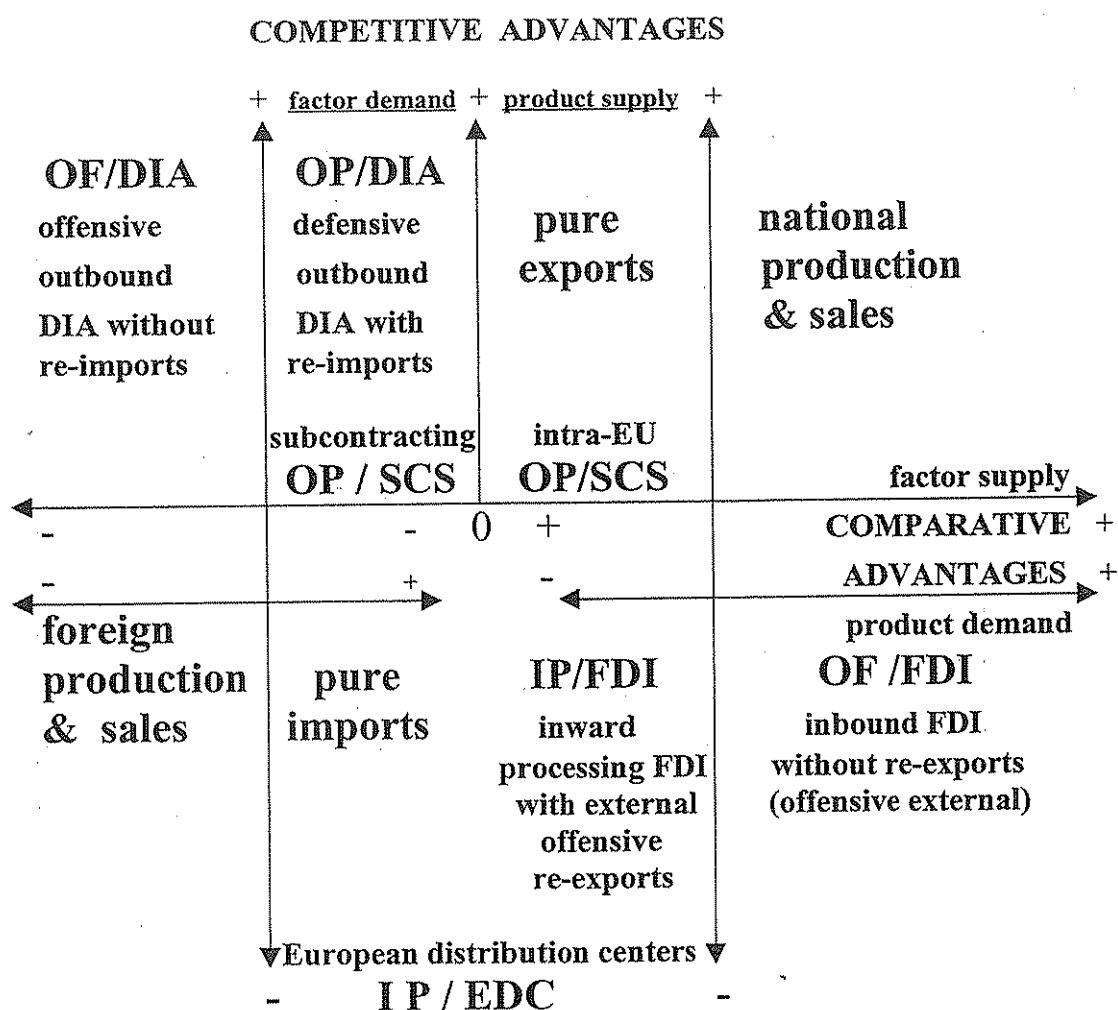 COMPETITIVE ADVANTAGES
+ factor demand + product supply +
OF/DIA
offensive
outbound
DIA without
re-imports
OP/DIA
defensive
outbound
DIA with
re-imports
pure
exports
national
production
& sales
subcontracting
OP / SCS
intra-EU
OP/SCS
factor supply
- - 0 + COMPARATIVE +
- + - ADVANTAGES +
product demand
foreign
production
& sales
pure
imports
IP/FDI
inward
processing FDI
with external
offensive
re-exports
OF /FDI
inbound FDI
without re-exports
(offensive external)
European distribution centers
- I P / EDC -